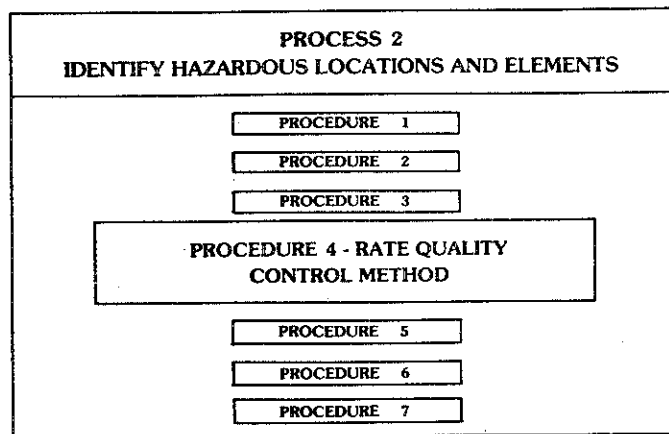 PROCESS 2
IDENTIFY HAZARDOUS LOCATIONS AND ELEMENTS
PROCEDURE 1
PROCEDURE 2
PROCEDURE 3
PROCEDURE 4 - RATE QUALITY
CONTROL METHOD
PROCEDURE 5
PROCEDURE 6
PROCEDURE 7